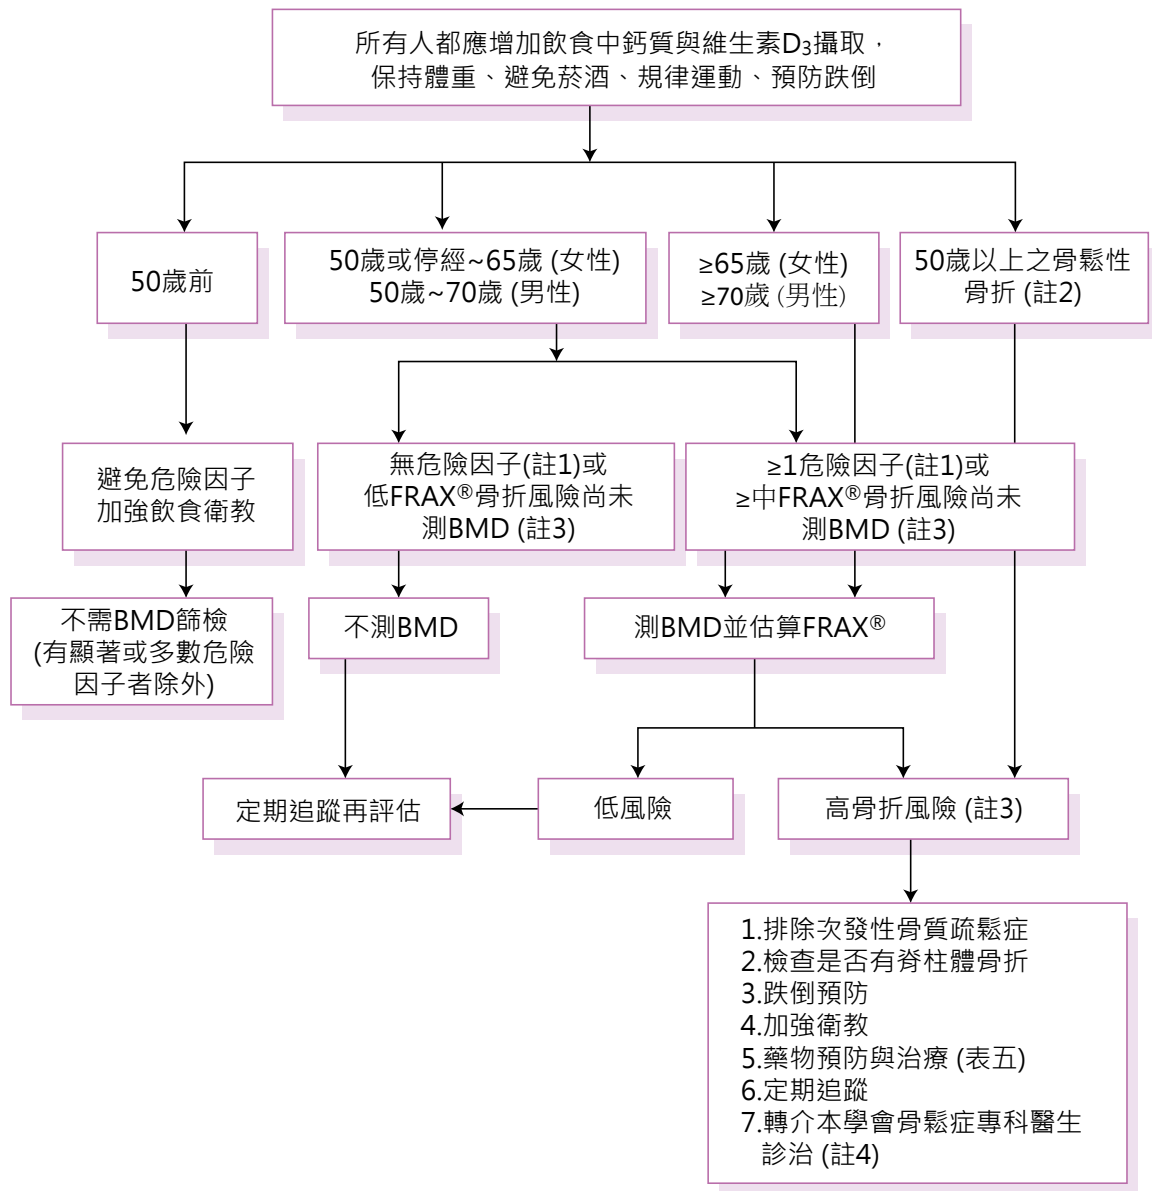 所有人都應增加飲食中鈣質與維生素D₃攝取，
保持體重、避免菸酒、規律運動、預防跌倒
50歲前
50歲或停經~65歲 (女性)
50歲~70歲 (男性)
≥65歲 (女性)
≥70歲 (男性)
50歲以上之骨鬆性
骨折 (註2)
避免危險因子
加強飲食衛教
無危險因子(註1)或
低FRAX®骨折風險尚未
測BMD (註3)
≥1危險因子(註1)或
≥中FRAX®骨折風險尚未
測BMD (註3)
不需BMD篩檢
(有顯著或多數危險
因子者除外)
不測BMD
測BMD並估算FRAX®
定期追蹤再評估
低風險
高骨折風險 (註3)
1.排除次發性骨質疏鬆症
2.檢查是否有脊柱體骨折
3.跌倒預防
4.加強衛教
5.藥物預防與治療 (表五)
6.定期追蹤
7.轉介本學會骨鬆症專科醫生
診治 (註4)